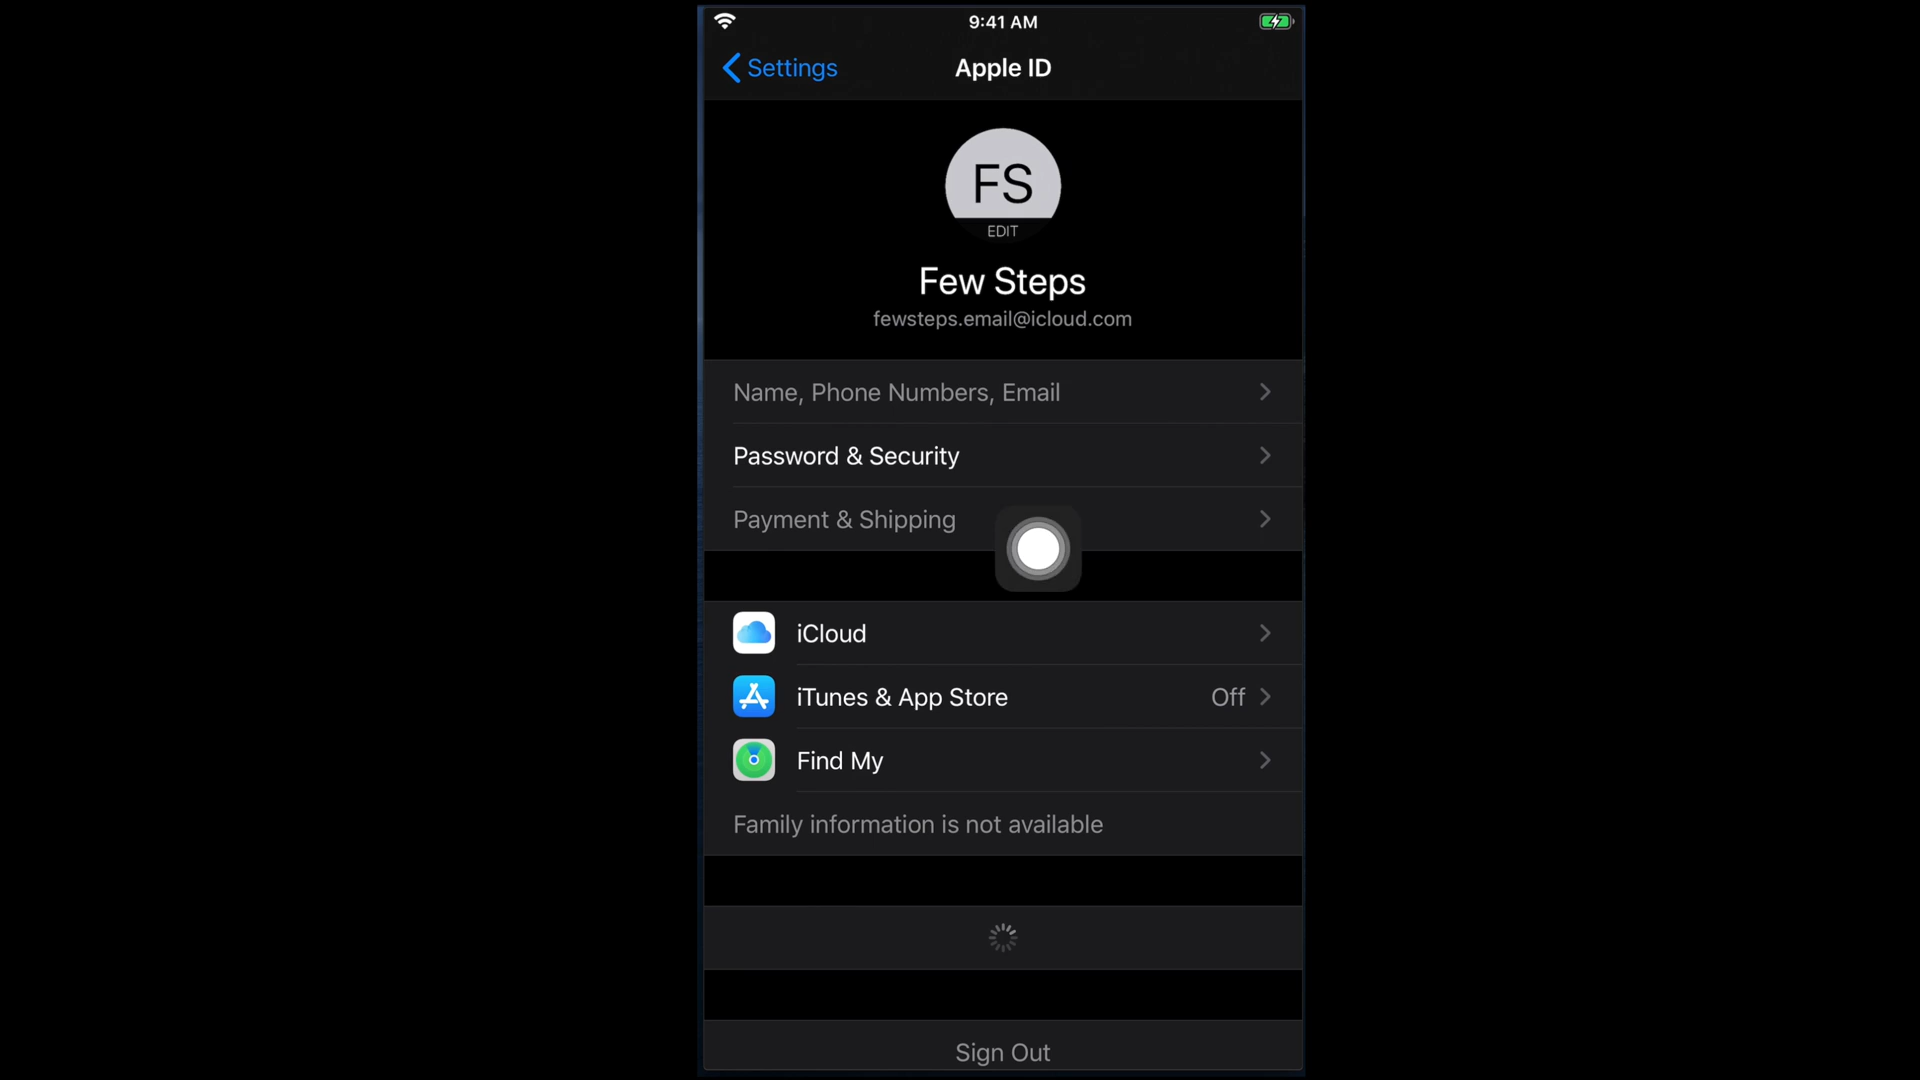 9:41 AM
Settings
Apple ID
FS
EDIT
Few Steps
fewsteps.email@icloud.com
Name, Phone Numbers, Email
Password & Security
Payment & Shipping
iCloud
iTunes & App Store Off
Find My
Family information is not available
Sign Out